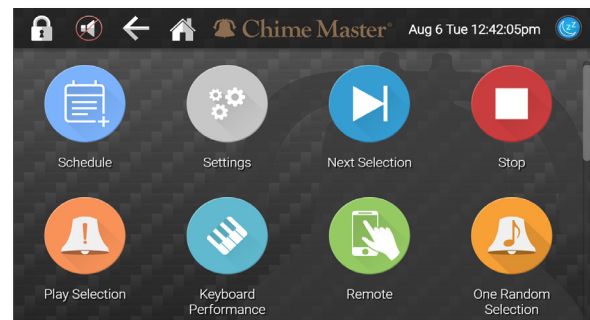 Chime Master®
Aug 6 Tue 12:42:05pm
Schedule
Settings
Next Selection
Stop
Play Selection
Keyboard
Performance
Remote
One Random
Selection